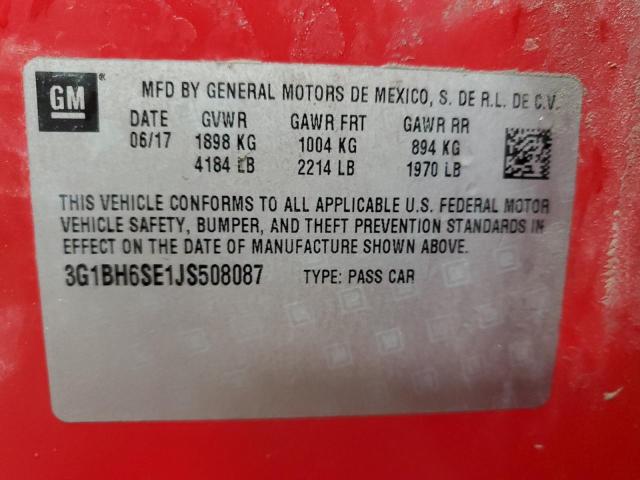 GM ®
MFD BY GENERAL MOTORS DE MEXICO, S. DE R.L. DE C.V.
DATE GVWR GAWR FRT GAWR RR
06/17 1898 KG 1004 KG 894 KG
4184 LB 2214 LB 1970 LB
THIS VEHICLE CONFORMS TO ALL APPLICABLE U.S. FEDERAL MOTOR
VEHICLE SAFETY, BUMPER, AND THEFT PREVENTION STANDARDS IN
EFFECT ON THE DATE OF MANUFACTURE SHOWN ABOVE.
3G1BH6SE1JS508087 TYPE: PASS CAR